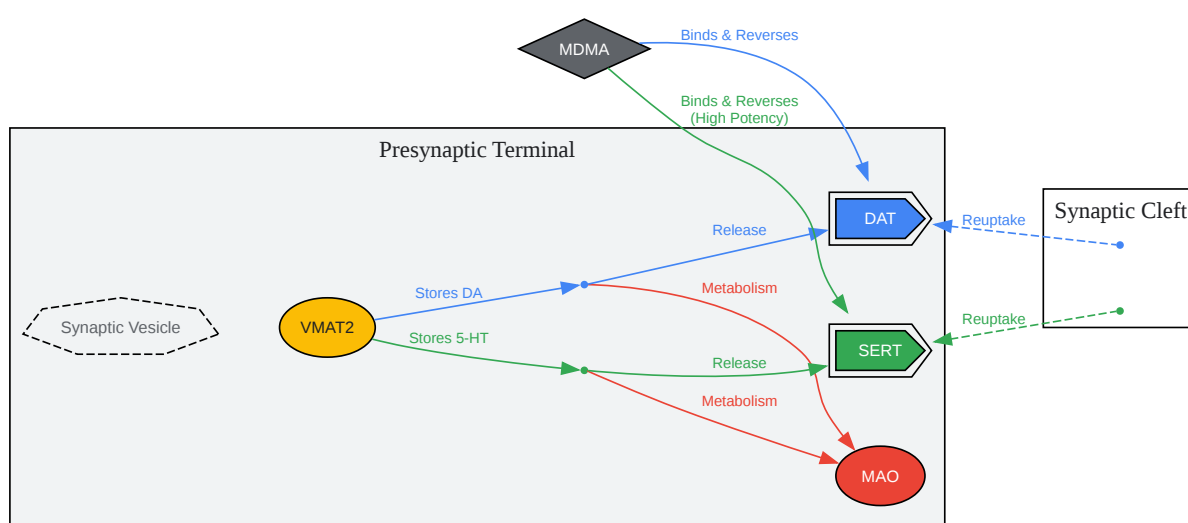 MDMA
Binds & Reverses
Binds & Reverses
(High Potency)
Presynaptic Terminal
DAT
Reuptake
Synaptic Cleft
Release
Metabolism
Stores DA
Synaptic Vesicle
VMAT2
Stores 5-HT
Reuptake
SERT
Release
Metabolism
MAO